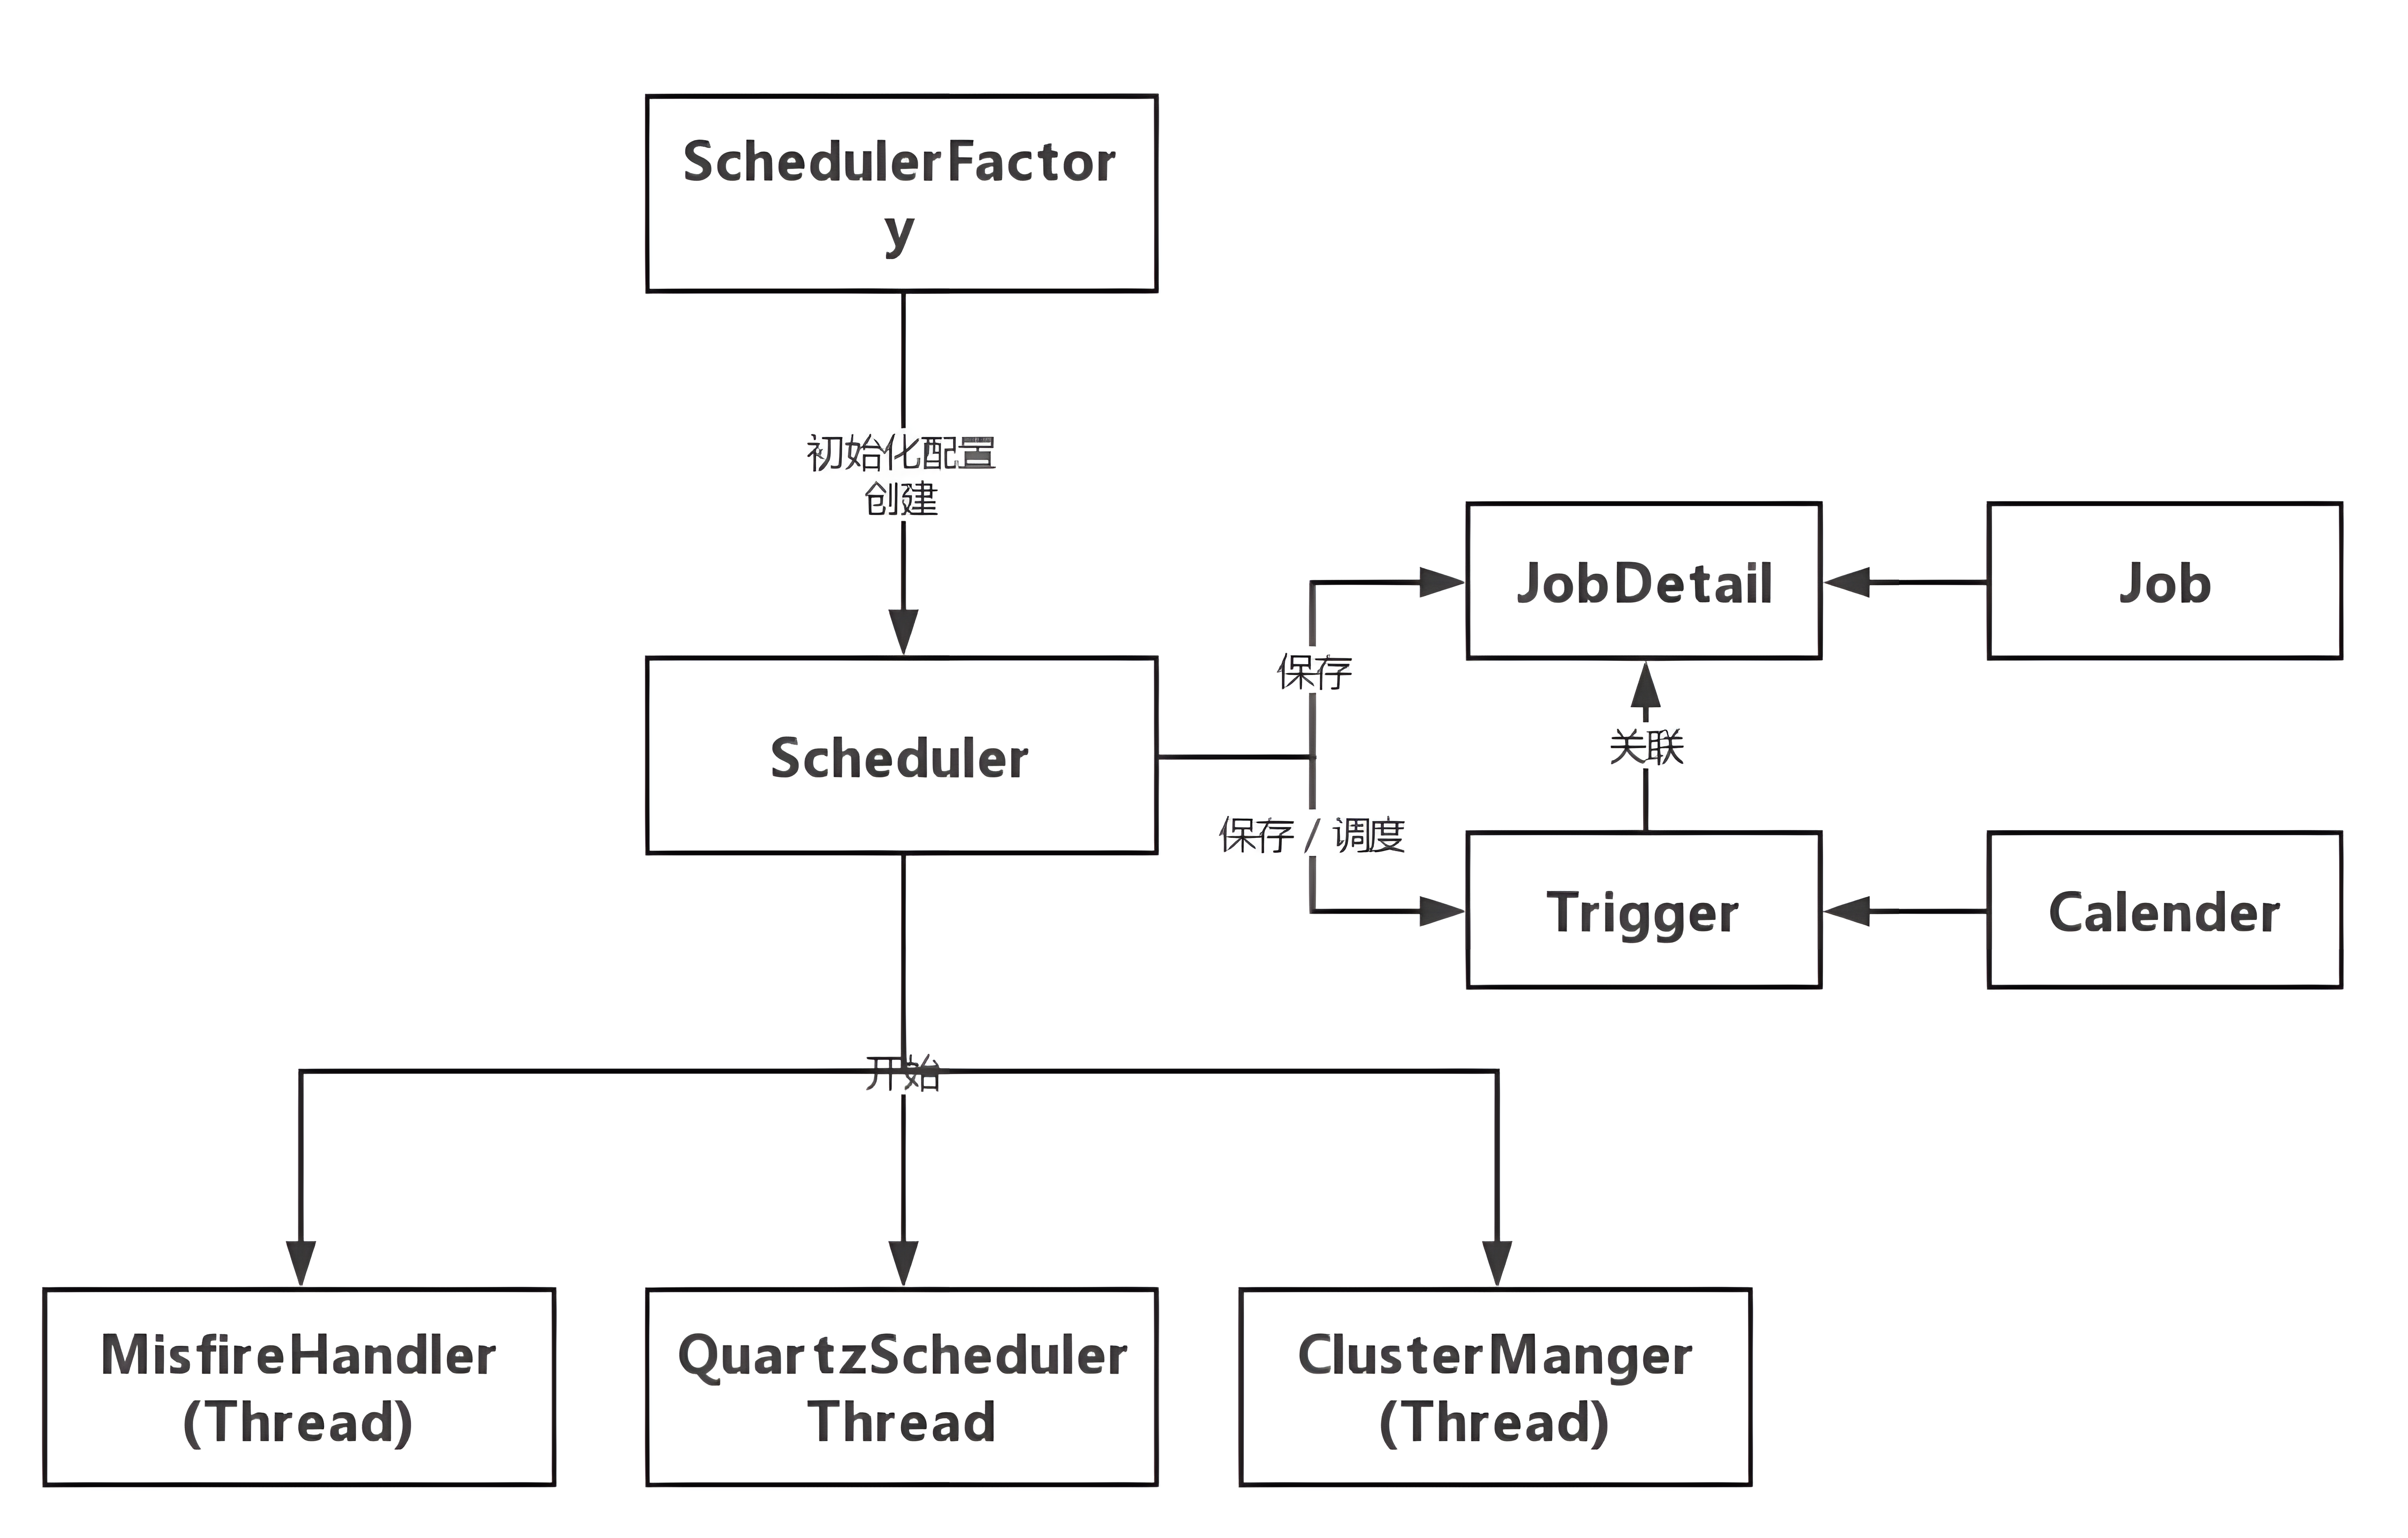 SchedulerFactor
y
初始化配置
创建
Scheduler
保存
保存 / 调度
JobDetail
Job
关联
Trigger
Calender
开始
MisfireHandler
(Thread)
QuartzScheduler
Thread
ClusterManger
(Thread)